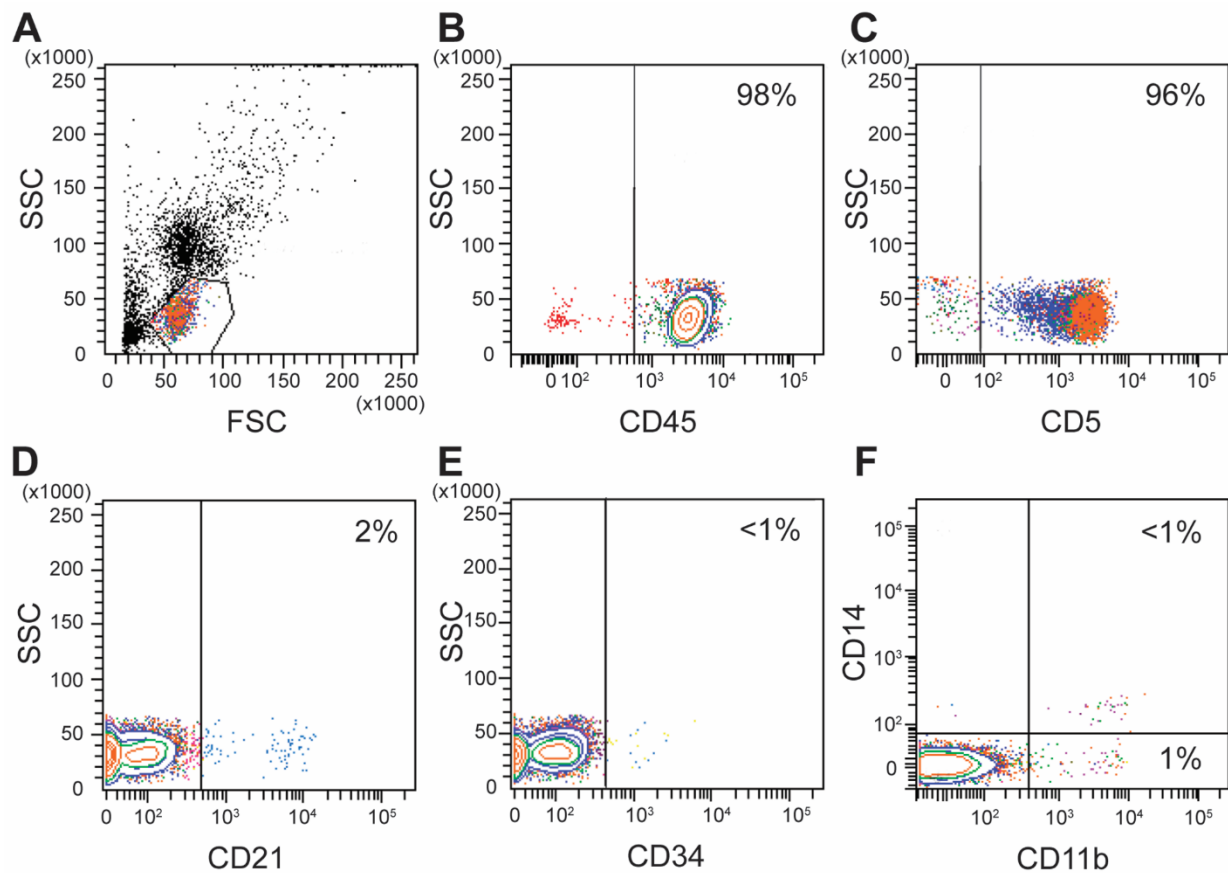 A
(x1000)
250
200
150
100
50
0
SSC
0 50 100 150 200 250
(x1000)
FSC
B
(x1000)
250
200
150
100
50
0
SSC
98%
0 10² 10³ 10⁴ 10⁵
CD45
C
(x1000)
250
200
150
100
50
0
SSC
96%
0 10² 10³ 10⁴ 10⁵
CD5
D
(x1000)
250
200
150
100
50
0
SSC
2%
0 10² 10³ 10⁴ 10⁵
CD21
E
(x1000)
250
200
150
100
50
0
SSC
<1%
0 10² 10³ 10⁴ 10⁵
CD34
F
10⁵
10⁴
10³
10²
0
CD14
<1%
1%
10² 10³ 10⁴ 10⁵
CD11b